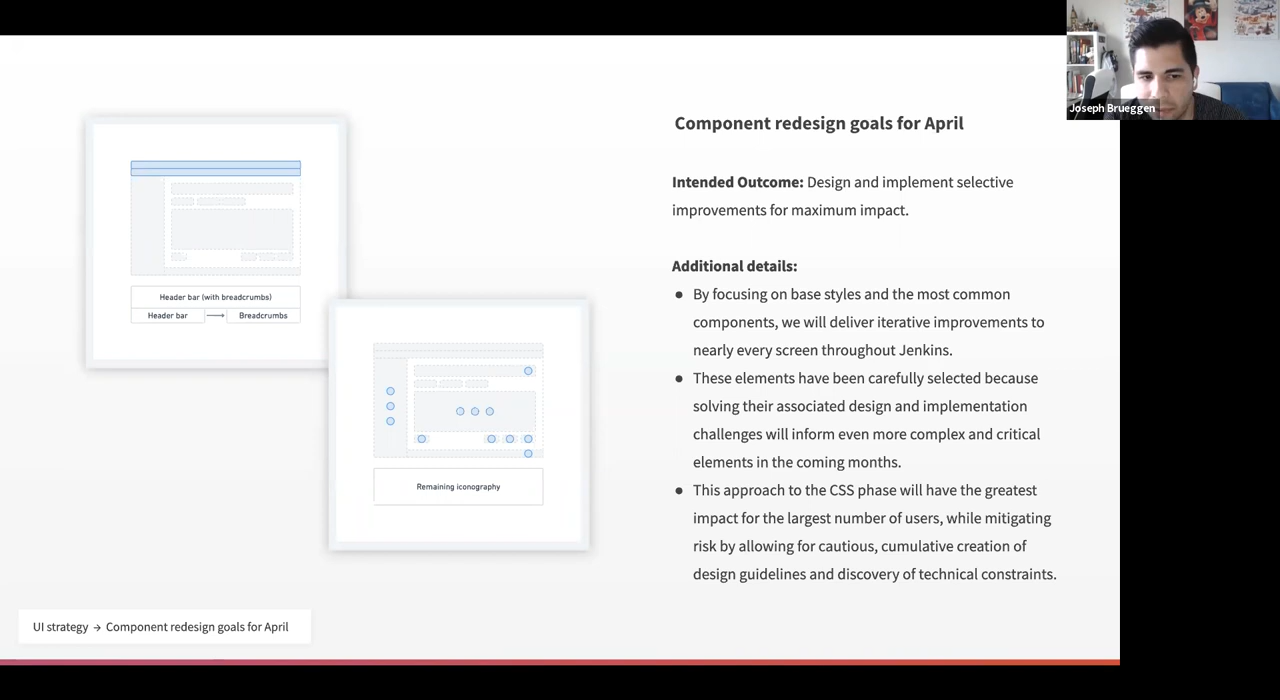 Joseph Brueggen
Component redesign goals for April
Intended Outcome: Design and implement selective
improvements for maximum impact.
Additional details:
● By focusing on base styles and the most common
components, we will deliver iterative improvements to
nearly every screen throughout Jenkins.
● These elements have been carefully selected because
solving their associated design and implementation
challenges will inform even more complex and critical
elements in the coming months.
● This approach to the CSS phase will have the greatest
impact for the largest number of users, while mitigating
risk by allowing for cautious, cumulative creation of
design guidelines and discovery of technical constraints.
Header bar (with breadcrumbs)
Header bar → Breadcrumbs
Remaining iconography
UI strategy → Component redesign goals for April